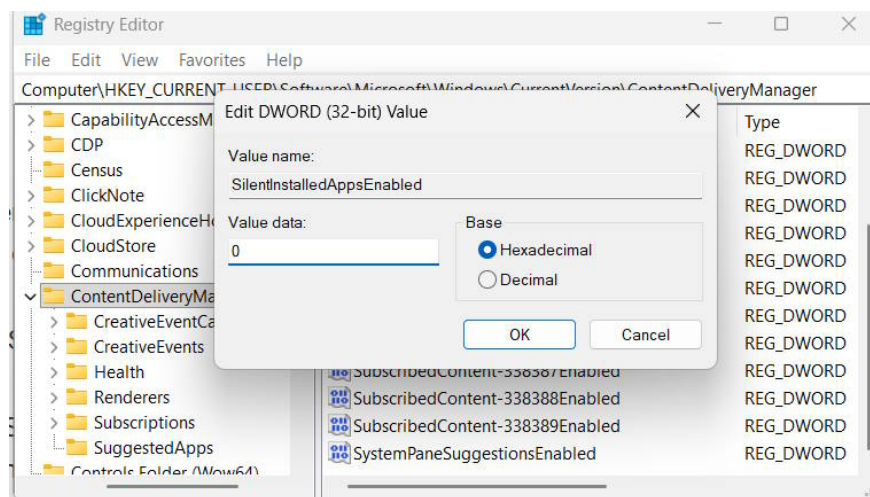 Registry Editor
File Edit View Favorites Help
Computer\HKEY_CURRENT_USER\Software\Microsoft\Windows\CurrentVersion\ContentDeliveryManager
Edit DWORD (32-bit) Value
Value name:
SilentInstalledAppsEnabled
Value data:
0
Base
Hexadecimal
Decimal
OK Cancel
CapabilityAccessM
CDP
Census
ClickNote
CloudExperienceH
CloudStore
Communications
ContentDeliveryMa
CreativeEventCa
CreativeEvents
Health
Renderers
Subscriptions
SuggestedApps
Controls Folder (Wow64)
Type
REG_DWORD
REG_DWORD
REG_DWORD
REG_DWORD
REG_DWORD
REG_DWORD
REG_DWORD
REG_DWORD
SubscribedContent-338387Enabled REG_DWORD
SubscribedContent-338388Enabled REG_DWORD
SubscribedContent-338389Enabled REG_DWORD
SystemPaneSuggestionsEnabled REG_DWORD